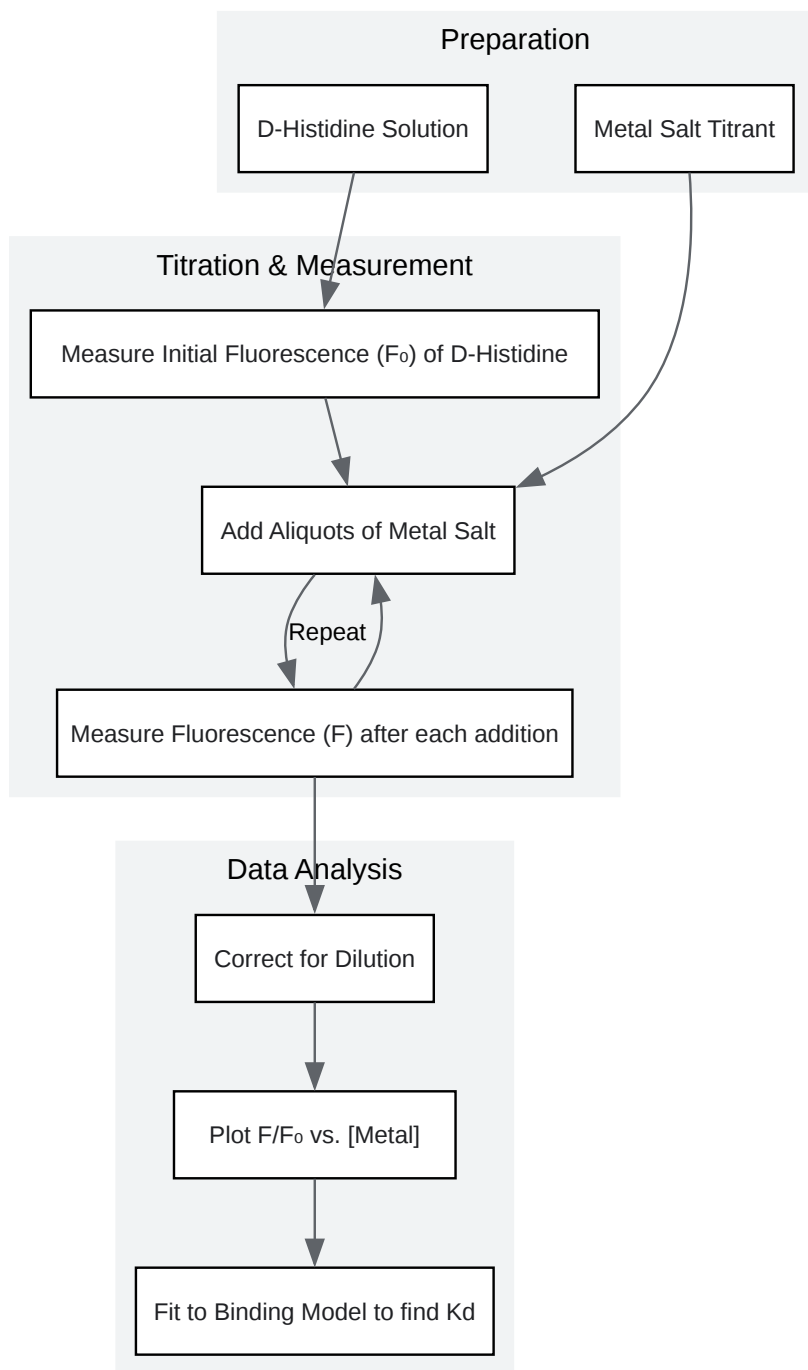 Preparation
D-Histidine Solution
Metal Salt Titrant
Titration & Measurement
Measure Initial Fluorescence (F₀) of D-Histidine
Add Aliquots of Metal Salt
Repeat
Measure Fluorescence (F) after each addition
Data Analysis
Correct for Dilution
Plot F/F₀ vs. [Metal]
Fit to Binding Model to find Kd